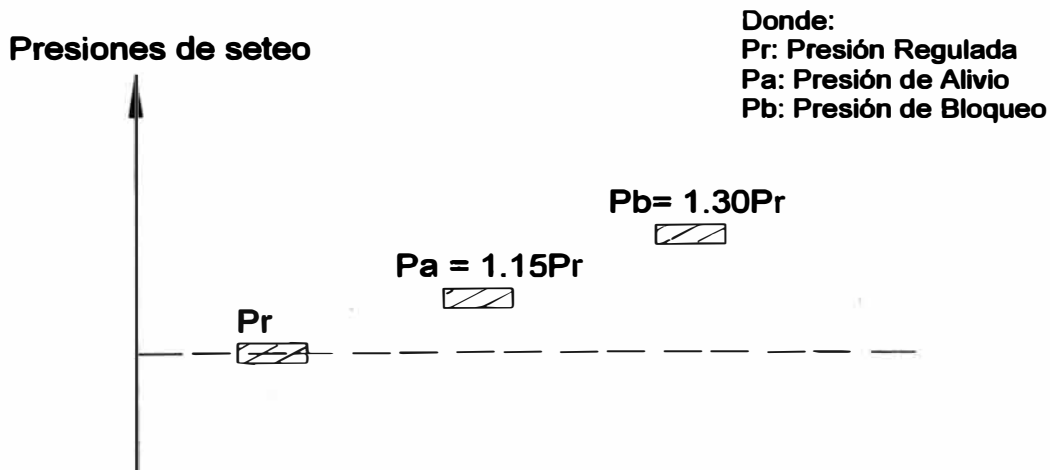 Donde:
Pr: Presión Regulada
Pa: Presión de Alivio
Pb: Presión de Bloqueo
Presiones de seteo
Pb= 1.30Pr
Pa = 1.15Pr
Pr